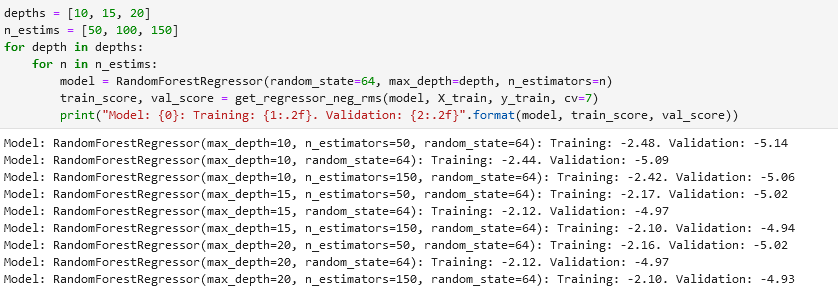 depths = [10, 15, 20]
n_estims = [50, 100, 150]
for depth in depths:
    for n in n_estims:
        model = RandomForestRegressor(random_state=64, max_depth=depth, n_estimators=n)
        train_score, val_score = get_regressor_neg_rms(model, X_train, y_train, cv=7)
        print("Model: {0}: Training: {1:.2f}. Validation: {2:.2f}".format(model, train_score, val_score))
Model: RandomForestRegressor(max_depth=10, n_estimators=50, random_state=64): Training: -2.48. Validation: -5.14
Model: RandomForestRegressor(max_depth=10, random_state=64): Training: -2.44. Validation: -5.09
Model: RandomForestRegressor(max_depth=10, n_estimators=150, random_state=64): Training: -2.42. Validation: -5.06
Model: RandomForestRegressor(max_depth=15, n_estimators=50, random_state=64): Training: -2.17. Validation: -5.02
Model: RandomForestRegressor(max_depth=15, random_state=64): Training: -2.12. Validation: -4.97
Model: RandomForestRegressor(max_depth=15, n_estimators=150, random_state=64): Training: -2.10. Validation: -4.94
Model: RandomForestRegressor(max_depth=20, n_estimators=50, random_state=64): Training: -2.16. Validation: -5.02
Model: RandomForestRegressor(max_depth=20, random_state=64): Training: -2.12. Validation: -4.97
Model: RandomForestRegressor(max_depth=20, n_estimators=150, random_state=64): Training: -2.10. Validation: -4.93